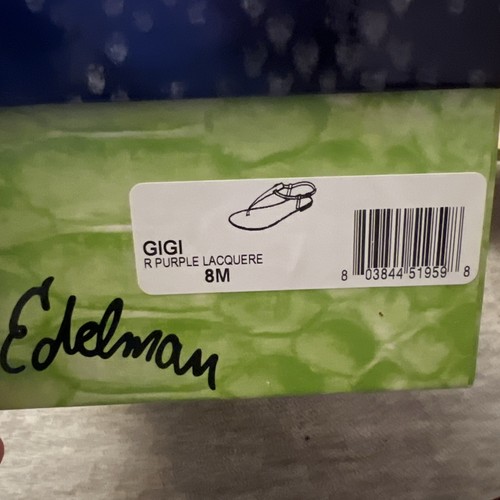 GIGI
R PURPLE LACQUERE
8M
8 03844 51959 8
Edelman